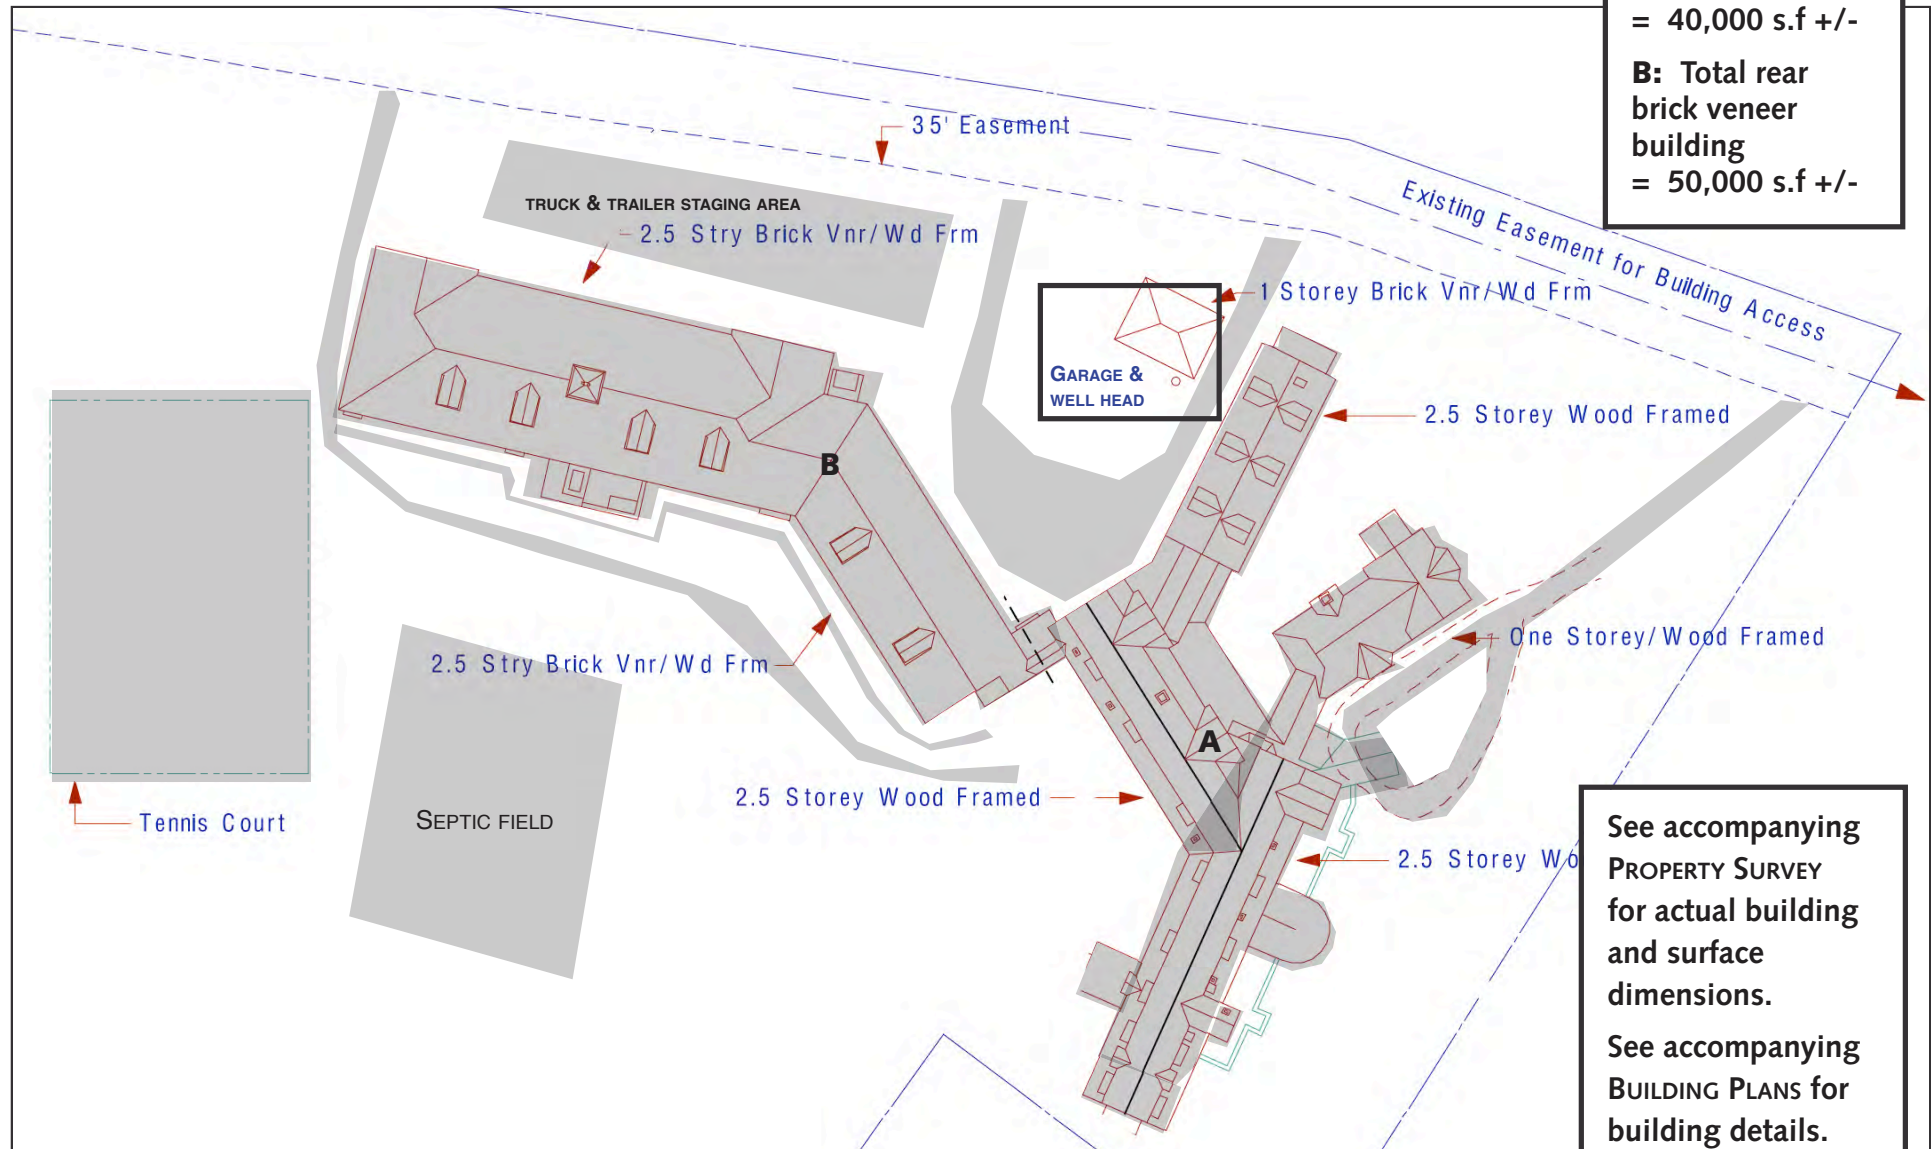 = 40,000 s.f +/-
B: Total rear
brick veneer
building
= 50,000 s.f +/-
35' Easement
Existing Easement for Building Access
TRUCK & TRAILER STAGING AREA
2.5 Stry Brick Vnr/Wd Frm
1 Storey Brick Vnr/Wd Frm
GARAGE &
WELL HEAD
2.5 Storey Wood Framed
B
One Storey/Wood Framed
2.5 Stry Brick Vnr/Wd Frm
A
2.5 Storey Wood Framed
Tennis Court
SEPTIC FIELD
2.5 Storey Wo
See accompanying
PROPERTY SURVEY
for actual building
and surface
dimensions.
See accompanying
BUILDING PLANS for
building details.